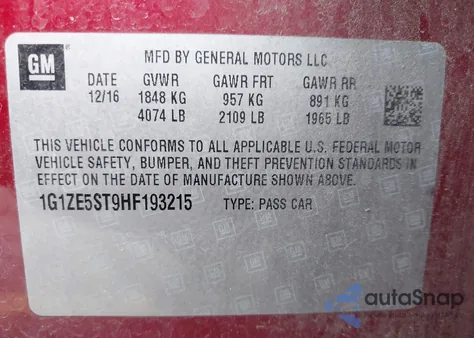 GM
MFD BY GENERAL MOTORS LLC
DATE GVWR GAWR FRT GAWR RR
12/16 1848 KG 957 KG 891 KG
4074 LB 2109 LB 1965 LB
THIS VEHICLE CONFORMS TO ALL APPLICABLE U.S. FEDERAL MOTOR
VEHICLE SAFETY, BUMPER, AND THEFT PREVENTION STANDARDS IN
EFFECT ON THE DATE OF MANUFACTURE SHOWN ABOVE.
1G1ZE5ST9HF193215 TYPE: PASS CAR
autoSnap